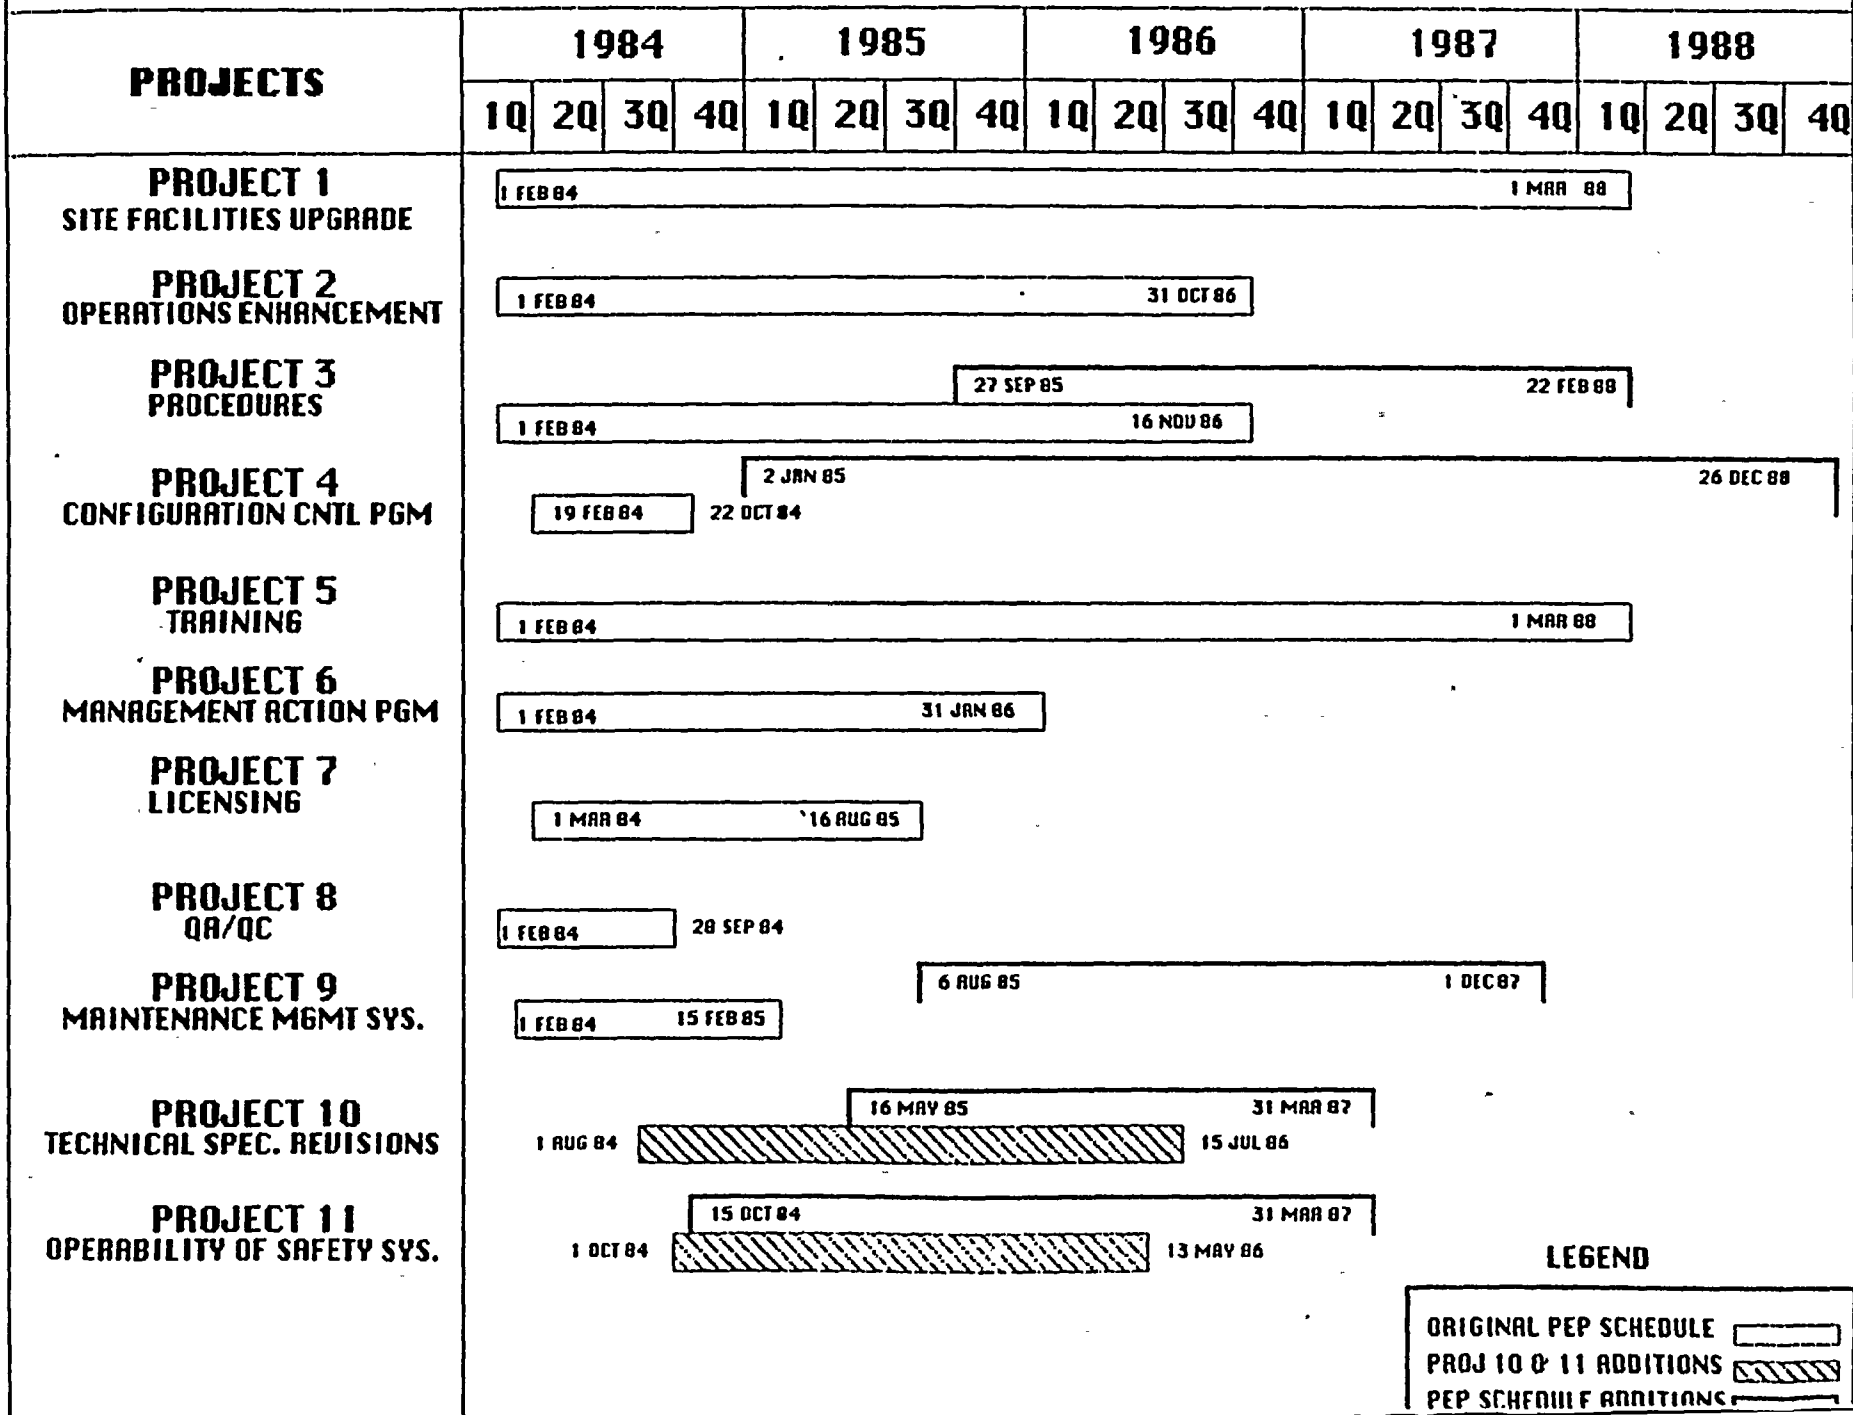 PROJECTS
1984 1985 1986 1987 1988
1Q 2Q 3Q 4Q 1Q 2Q 3Q 4Q 1Q 2Q 3Q 4Q 1Q 2Q 3Q 4Q 1Q 2Q 3Q 4Q
PROJECT 1
SITE FACILITIES UPGRADE
1 FEB 84 1 MAR 88
PROJECT 2
OPERATIONS ENHANCEMENT
1 FEB 84 31 OCT 86
PROJECT 3
PROCEDURES
27 SEP 85 22 FEB 88
1 FEB 84 16 NOV 86
PROJECT 4
CONFIGURATION CNTL PGM
2 JAN 85 26 DEC 88
19 FEB 84 22 OCT 84
PROJECT 5
TRAINING
1 FEB 84 1 MAR 88
PROJECT 6
MANAGEMENT ACTION PGM
1 FEB 84 31 JAN 86
PROJECT 7
LICENSING
1 MAR 84 16 AUG 85
PROJECT 8
QA/QC
1 FEB 84 28 SEP 84
PROJECT 9
MAINTENANCE MGMT SYS.
6 AUG 85 1 DEC 87
1 FEB 84 15 FEB 85
PROJECT 10
TECHNICAL SPEC. REVISIONS
16 MAY 85 31 MAR 87
1 AUG 84 15 JUL 86
PROJECT 11
OPERABILITY OF SAFETY SYS.
15 OCT 84 31 MAR 87
1 OCT 84 13 MAY 86
LEGEND
ORIGINAL PEP SCHEDULE
PROJ 10 & 11 ADDITIONS
PEP SCHEDULE ADDITIONS